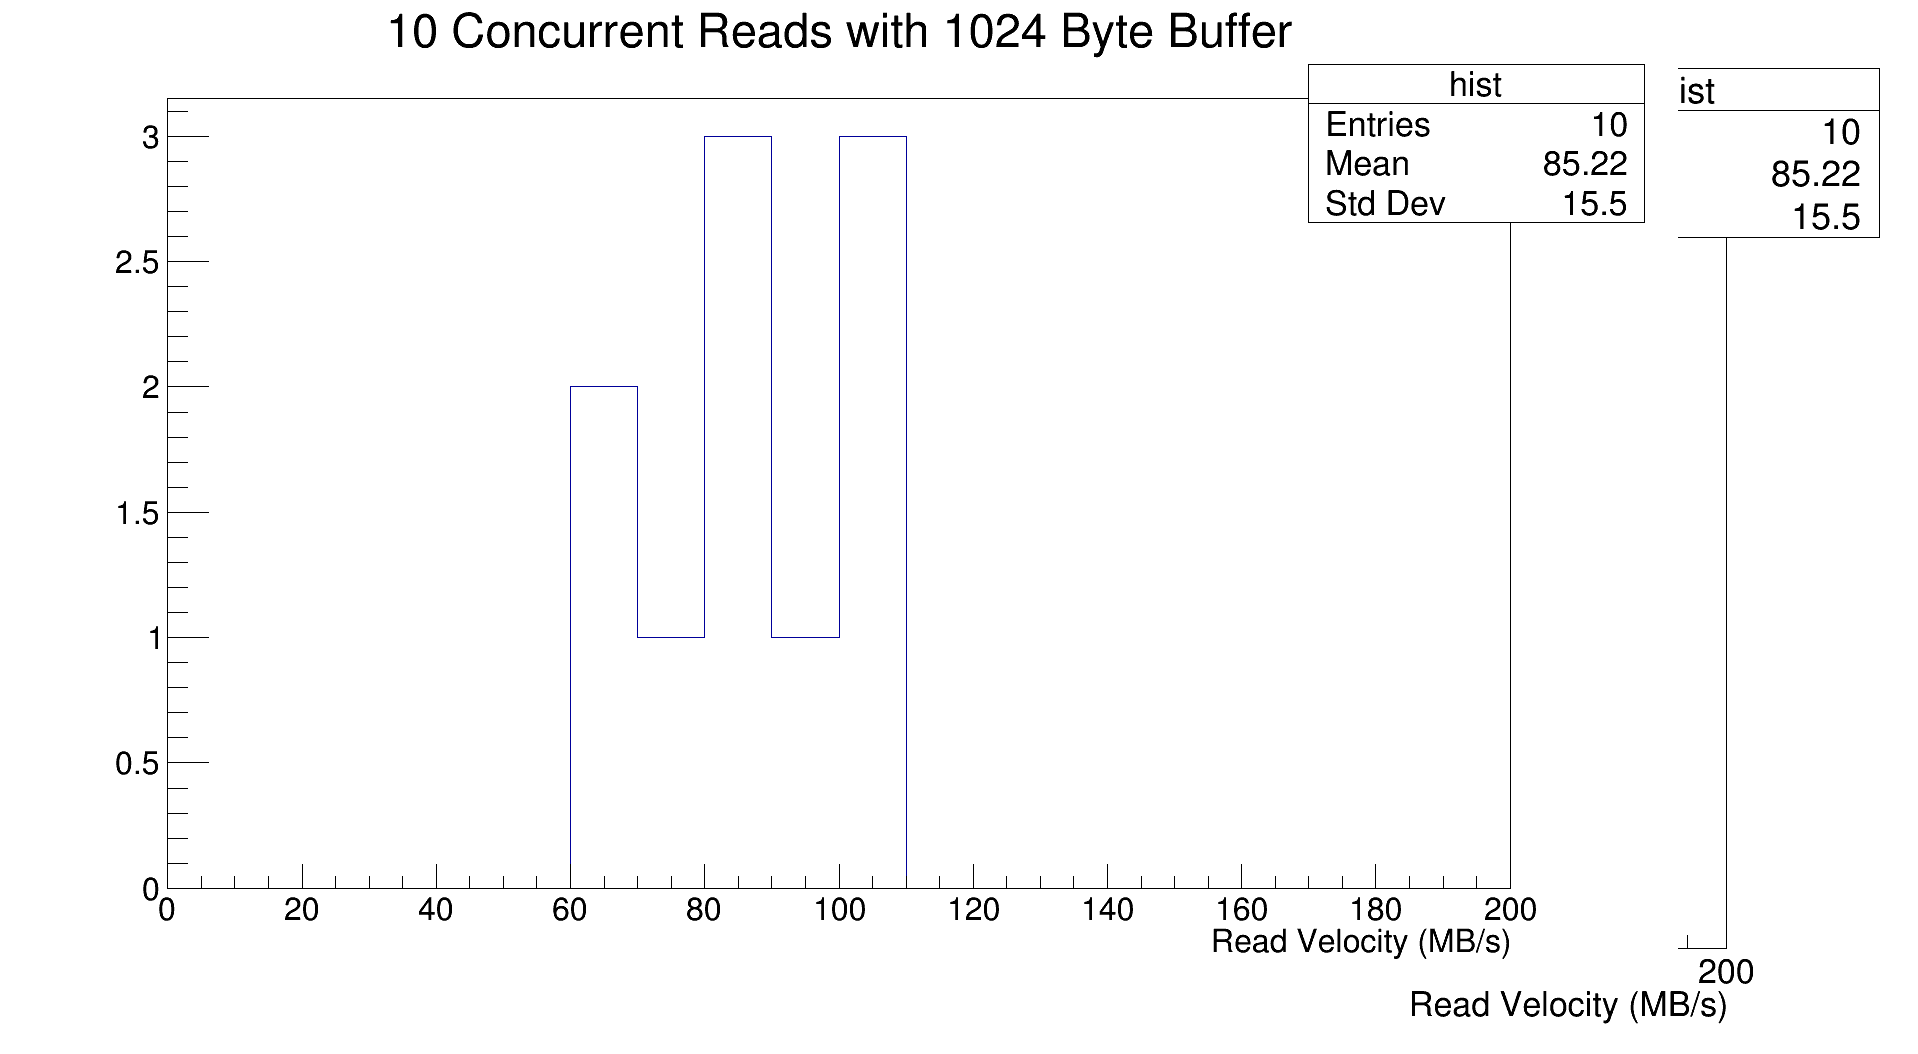 10 Concurrent Reads with 1024 Byte Buffer
hist
Entries 10
Mean 85.22
Std Dev 15.5
ist
10
85.22
15.5
3
2.5
2
1.5
1
0.5
0
0 20 40 60 80 100 120 140 160 180 200
Read Velocity (MB/s)
200
Read Velocity (MB/s)